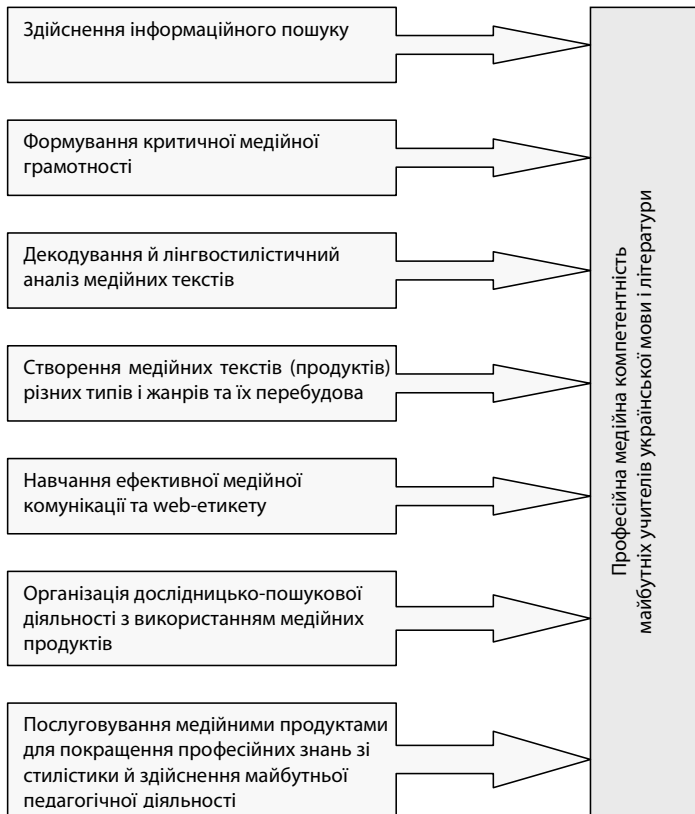 Здійснення інформаційного пошуку
Формування критичної медійної
грамотності
Декодування й лінгвостилістичний
аналіз медійних текстів
Створення медійних текстів (продуктів)
різних типів і жанрів та їх перебудова
Навчання ефективної медійної
комунікації та web-етикету
Організація дослідницько-пошукової
діяльності з використанням медійних
продуктів
Послуговування медійними продуктами
для покращення професійних знань зі
стилістики й здійснення майбутньої
педагогічної діяльності
Професійна медійна компетентність
майбутніх учителів української мови і літератури